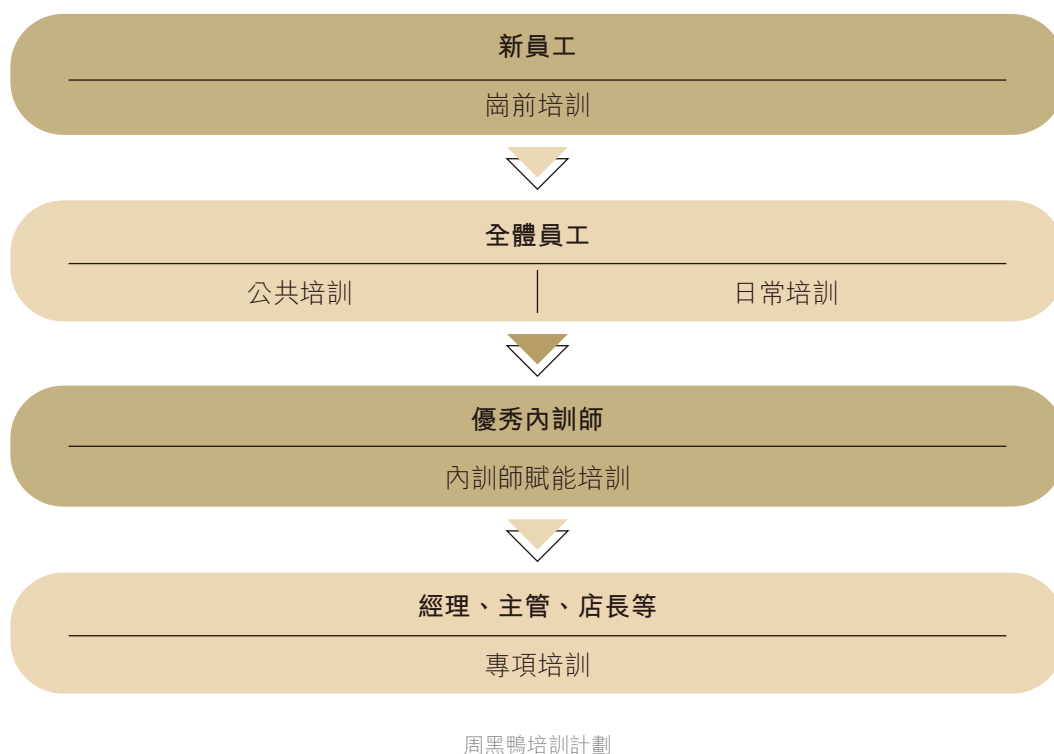 新員工
崗前培訓
全體員工
公共培訓
日常培訓
優秀內訓師
內訓師賦能培訓
經理、主管、店長等
專項培訓
周黑鴨培訓計劃